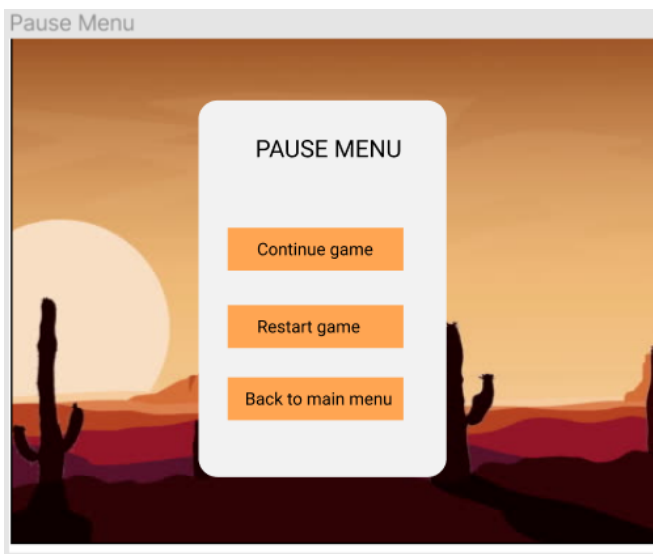 Pause Menu
PAUSE MENU
Continue game
Restart game
Back to main menu